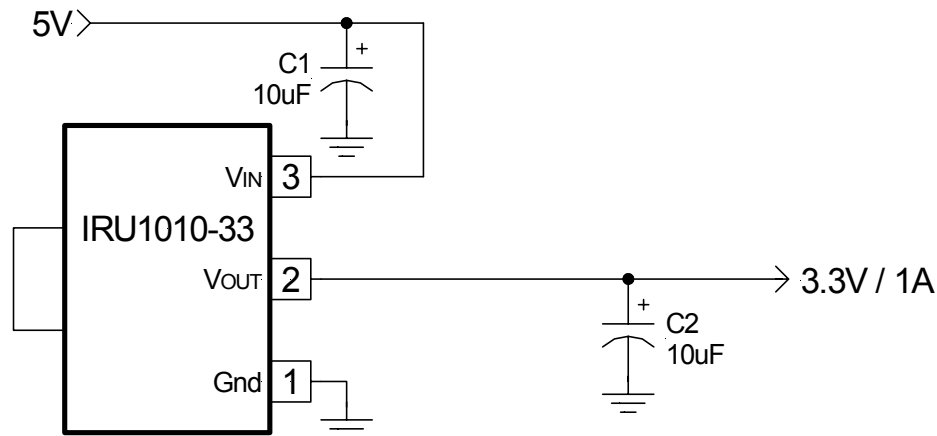 5V
+
C1
10uF
VIN 3
IRU1010-33
VOUT 2
3.3V / 1A
+
C2
10uF
Gnd 1